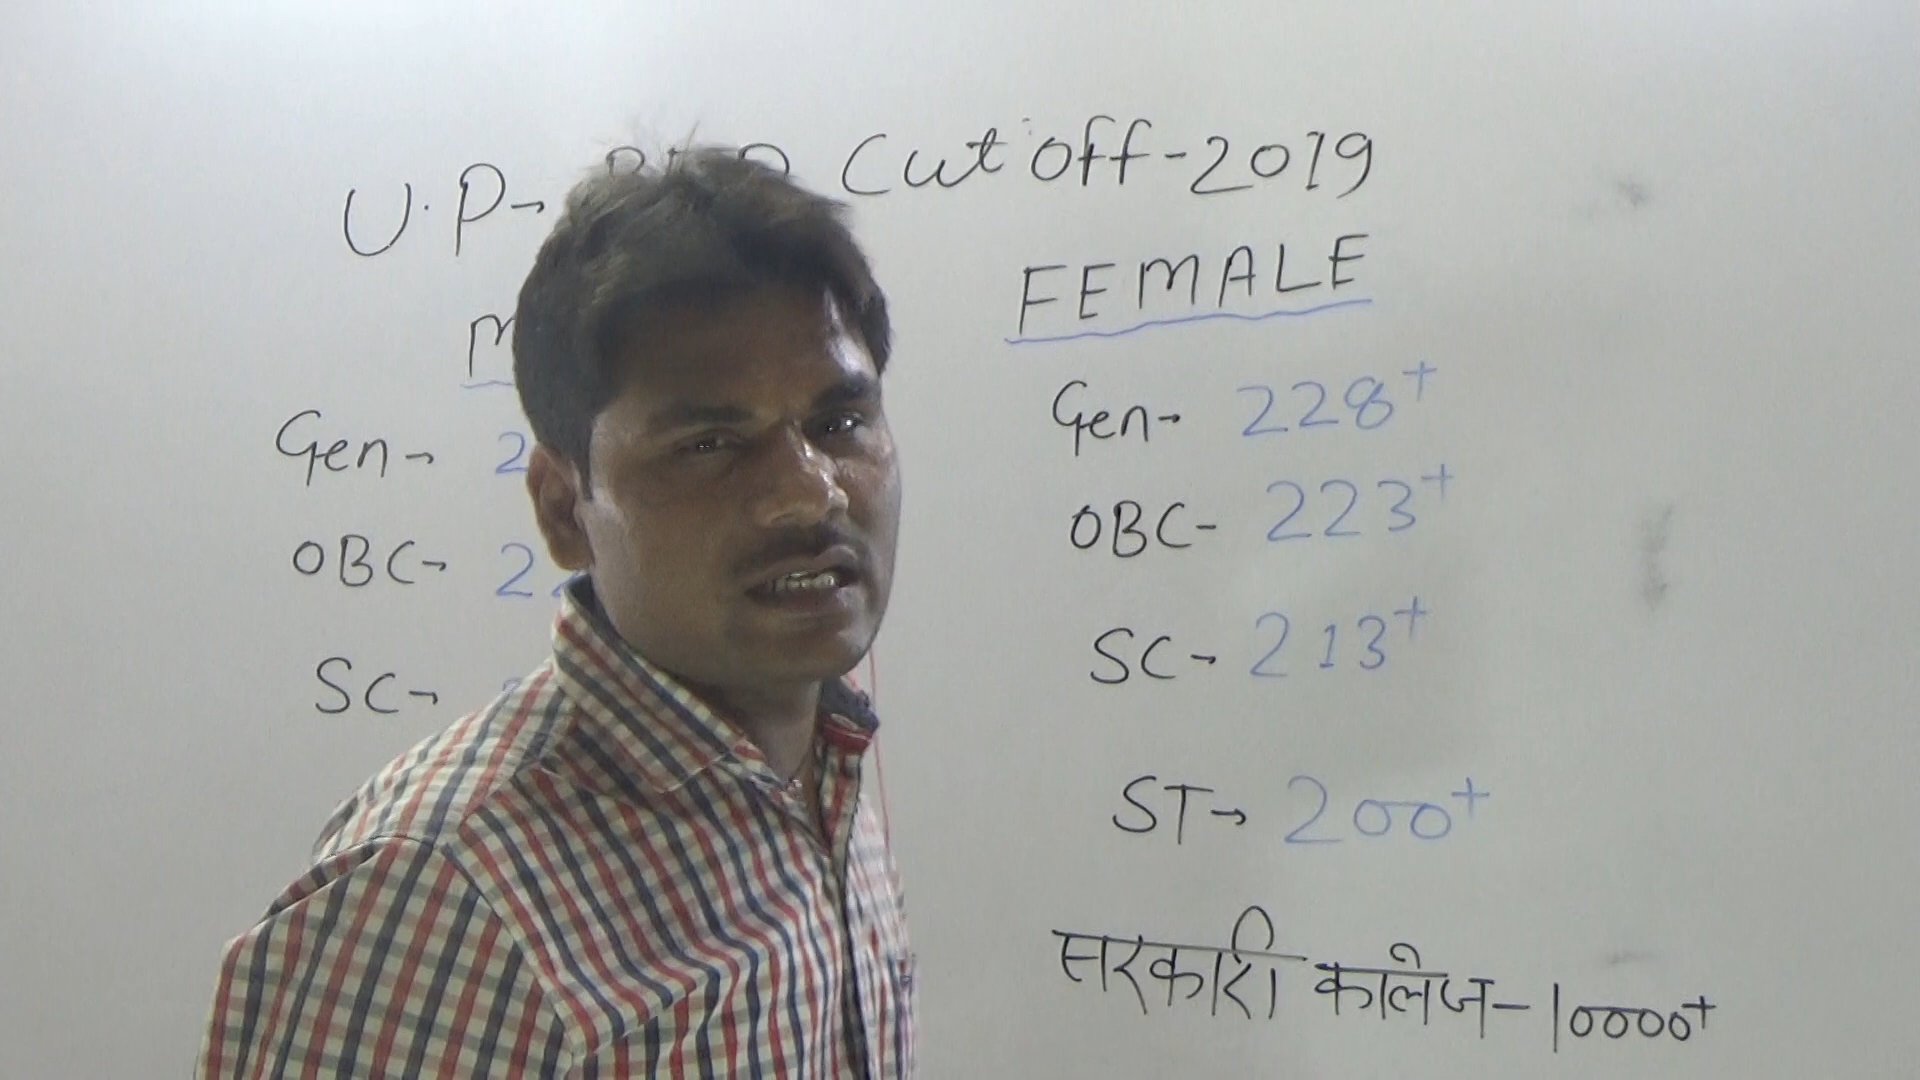 U.P→ Cut off-2019
FEMALE
Gen→
OBC→
SC→
Gen→ 228+
OBC- 223+
SC→ 213+
ST→ 200+
सरकारी कालेज-10000+